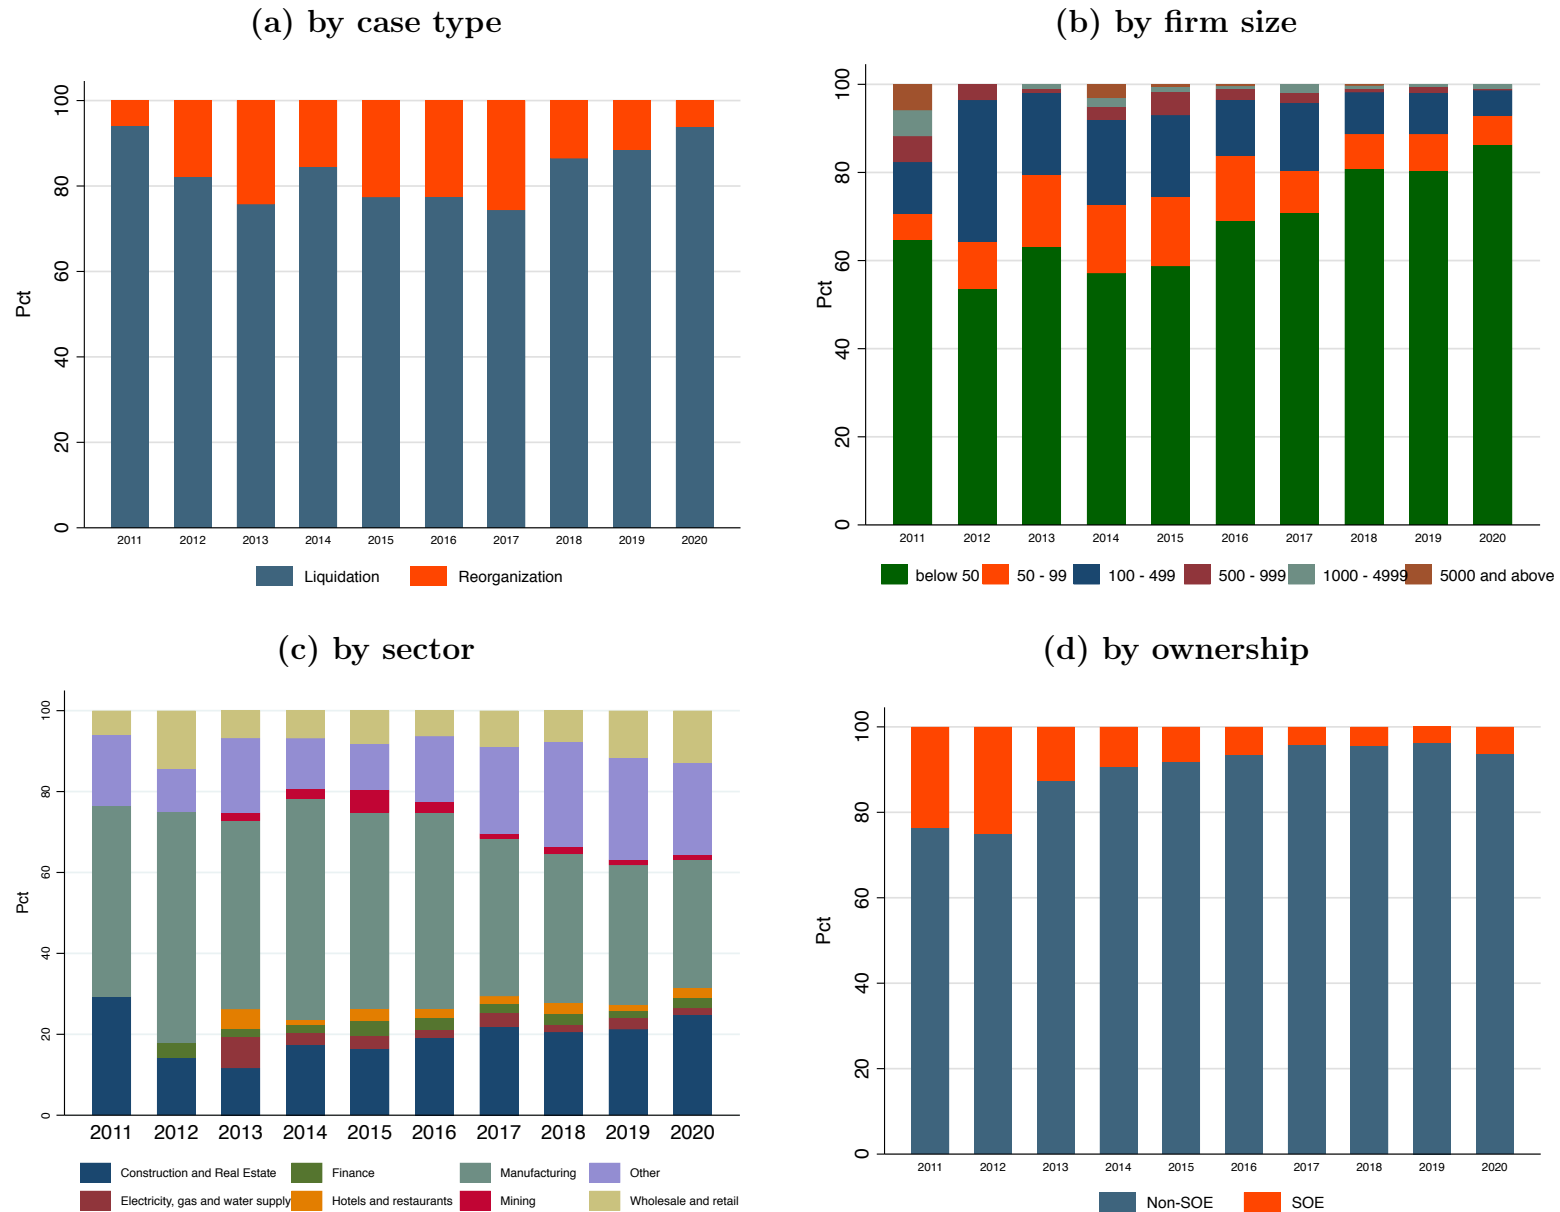 (a) by case type
Pct
100
80
60
40
20
0
2011 2012 2013 2014 2015 2016 2017 2018 2019 2020
Liquidation Reorganization
(b) by firm size
Pct
100
80
60
40
20
0
2011 2012 2013 2014 2015 2016 2017 2018 2019 2020
below 50 50 - 99 100 - 499 500 - 999 1000 - 4999 5000 and above
(c) by sector
Pct
100
80
60
40
20
0
2011 2012 2013 2014 2015 2016 2017 2018 2019 2020
Construction and Real Estate Finance Manufacturing Other
Electricity, gas and water supply Hotels and restaurants Mining Wholesale and retail
(d) by ownership
Pct
100
80
60
40
20
0
2011 2012 2013 2014 2015 2016 2017 2018 2019 2020
Non-SOE SOE